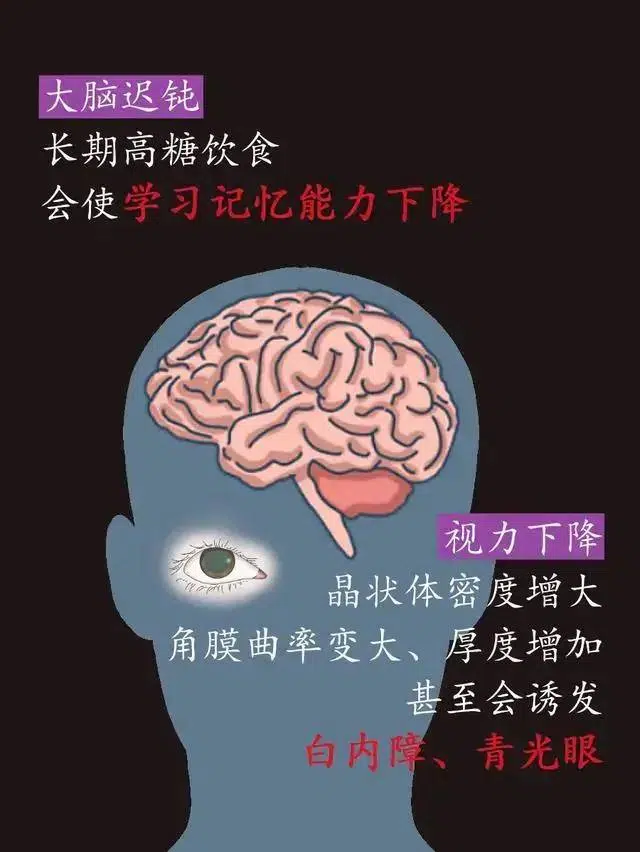 大脑迟钝
长期高糖饮食
会使学习记忆能力下降
视力下降
晶状体密度增大
角膜曲率变大、厚度增加
甚至会诱发
白内障、青光眼